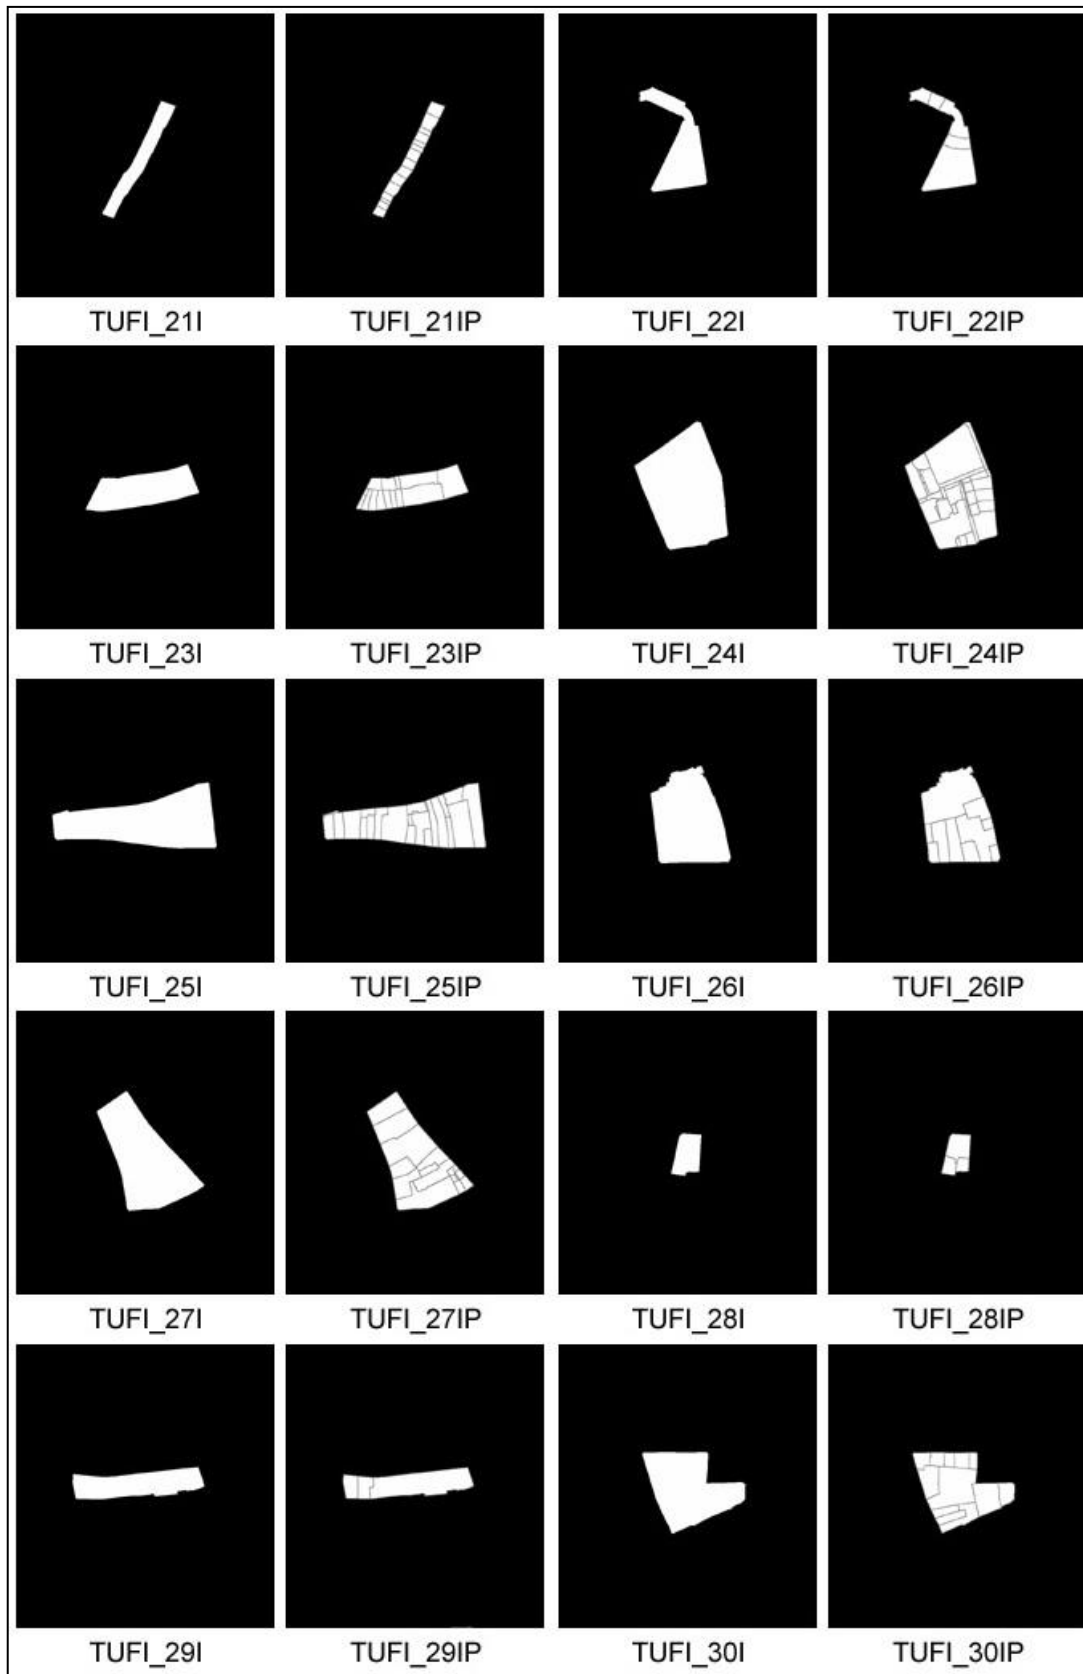 TUFI_21I TUFI_21IP TUFI_22I TUFI_22IP
TUFI_23I TUFI_23IP TUFI_24I TUFI_24IP
TUFI_25I TUFI_25IP TUFI_26I TUFI_26IP
TUFI_27I TUFI_27IP TUFI_28I TUFI_28IP
TUFI_29I TUFI_29IP TUFI_30I TUFI_30IP